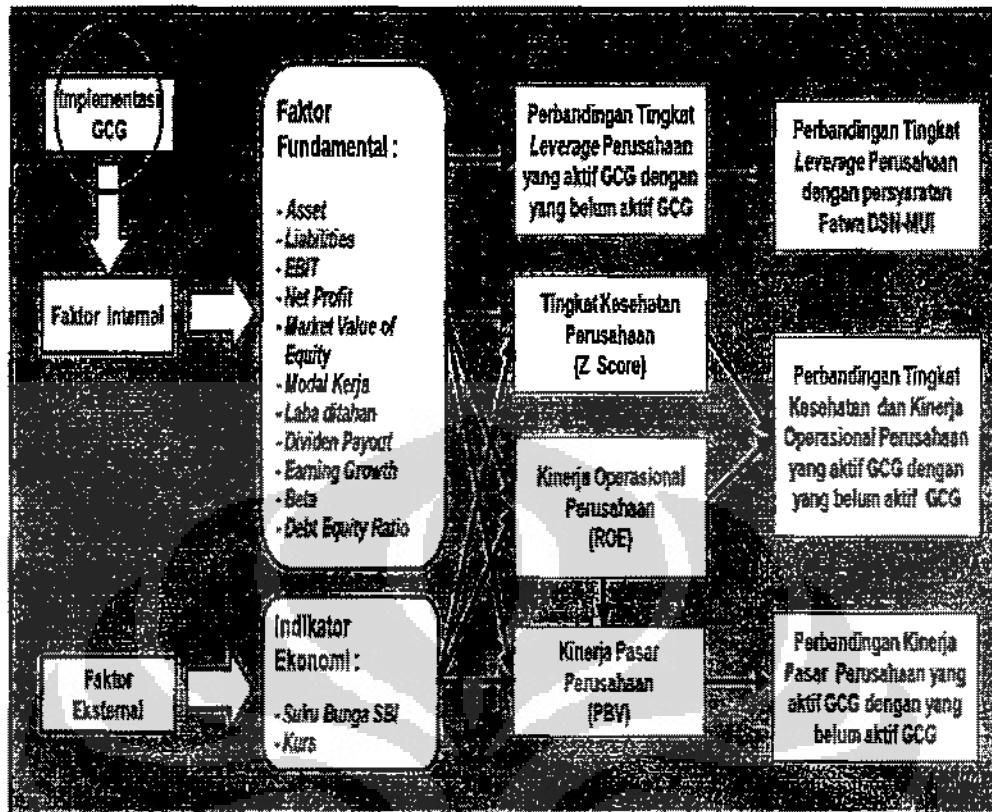 Implementasi
GCG
Faktor Internal
Faktor
Eksternal
Faktor
Fundamental :
- Asset
- Liabilities
- EBIT
- Net Profit
- Market Value of
Equity
- Modal Kerja
- Laba ditahan
- Dividen Payout
- Earning Growth
- Beta
- Debt Equity Ratio
Indikator
Ekonomi :
- Suku Bunga SBI
- Kurs
Perbandingan Tingkat
Leverage Perusahaan
yang aktif GCG dengan
yang belum aktif GCG
Tingkat Kesehatan
Perusahaan
(Z Score)
Kinerja Operasional
Perusahaan
(ROE)
Kinerja Pasar
Perusahaan
(PBV)
Perbandingan Tingkat
Leverage Perusahaan
dengan persyaratan
Fatwa DSN-MUI
Perbandingan Tingkat
Kesehatan dan Kinerja
Operasional Perusahaan
yang aktif GCG dengan
yang belum aktif GCG
Perbandingan Kinerja
Pasar Perusahaan yang
aktif GCG dengan yang
belum aktif GCG